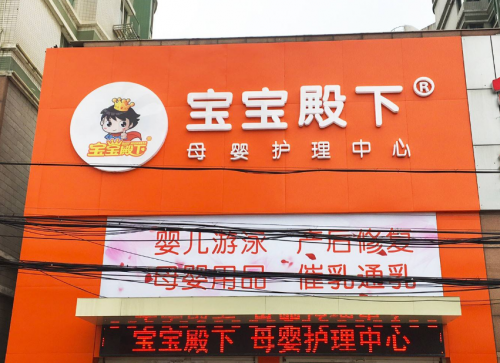 宝宝殿下®
宝宝殿下
母婴护理中心
婴儿游泳 产后修复
母婴用品 催乳通乳
宝宝殿下 母婴护理中心